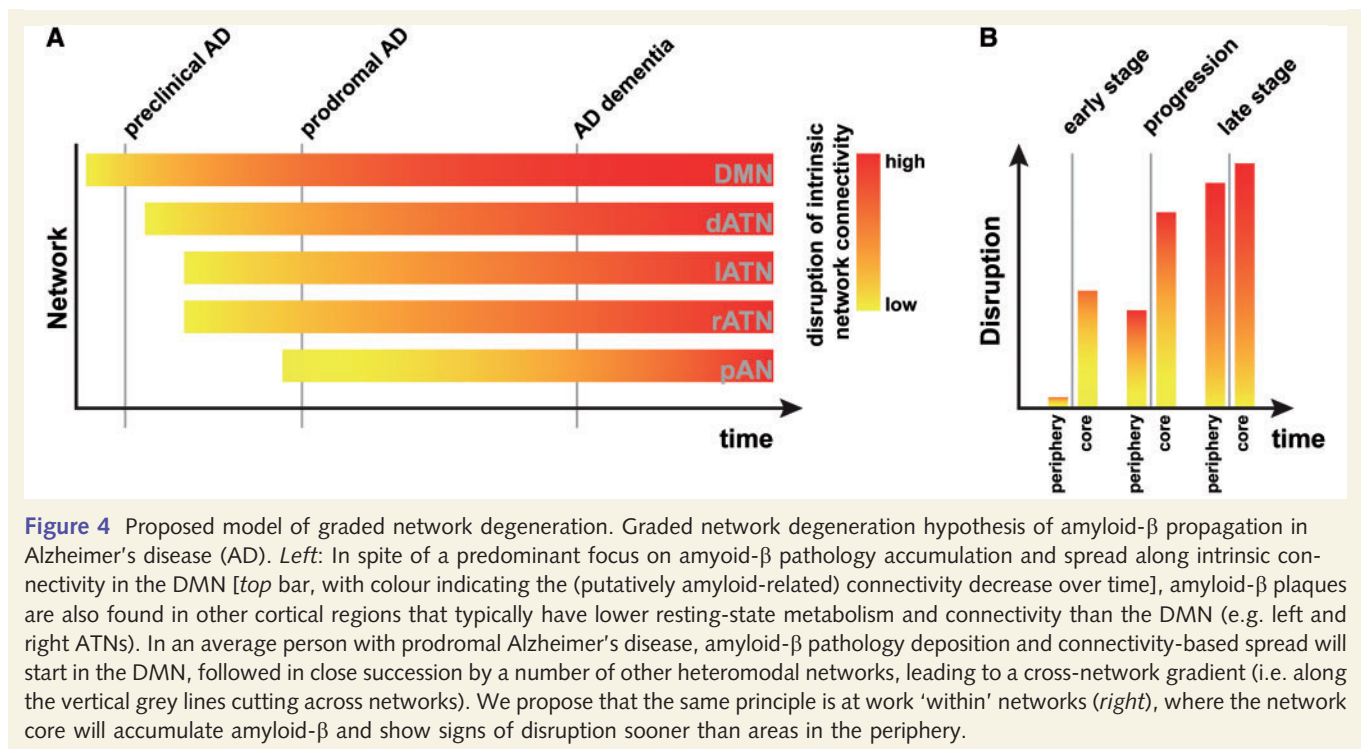 A
preclinical AD
prodromal AD
AD dementia
Network
DMN
dATN
lATN
rATN
pAN
time
disruption of intrinsic
network connectivity
high
low
B
early stage
progression
late stage
Disruption
periphery
core
periphery
core
periphery
core
time
Figure 4 Proposed model of graded network degeneration. Graded network degeneration hypothesis of amyloid-β propagation in
Alzheimer's disease (AD). Left: In spite of a predominant focus on amyoid-β pathology accumulation and spread along intrinsic con-
nectivity in the DMN [top bar, with colour indicating the (putatively amyloid-related) connectivity decrease over time], amyloid-β plaques
are also found in other cortical regions that typically have lower resting-state metabolism and connectivity than the DMN (e.g. left and
right ATNs). In an average person with prodromal Alzheimer's disease, amyloid-β pathology deposition and connectivity-based spread will
start in the DMN, followed in close succession by a number of other heteromodal networks, leading to a cross-network gradient (i.e. along
the vertical grey lines cutting across networks). We propose that the same principle is at work 'within' networks (right), where the network
core will accumulate amyloid-β and show signs of disruption sooner than areas in the periphery.